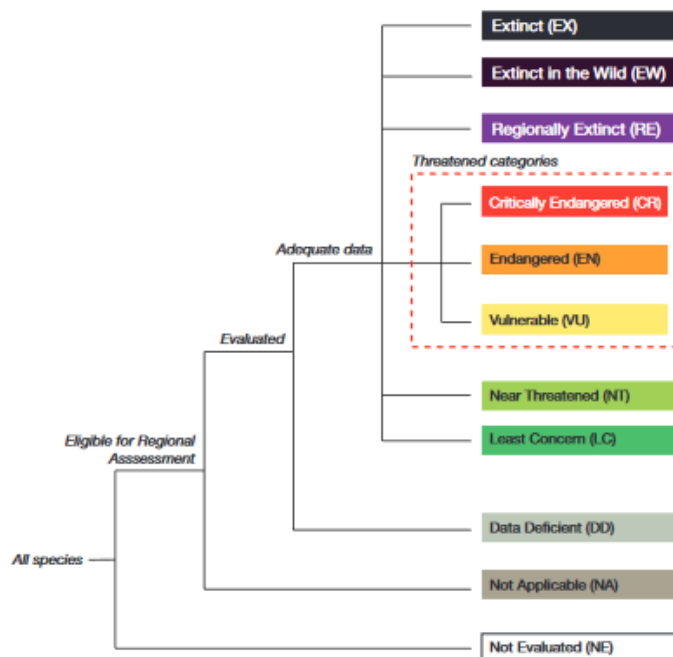 Extinct (EX)
Extinct in the Wild (EW)
Regionally Extinct (RE)
Threatened categories
Critically Endangered (CR)
Adequate data
Endangered (EN)
Vulnerable (VU)
Evaluated
Near Threatened (NT)
Eligible for Regional
Asssessment
Least Concern (LC)
Data Deficient (DD)
All species
Not Applicable (NA)
Not Evaluated (NE)